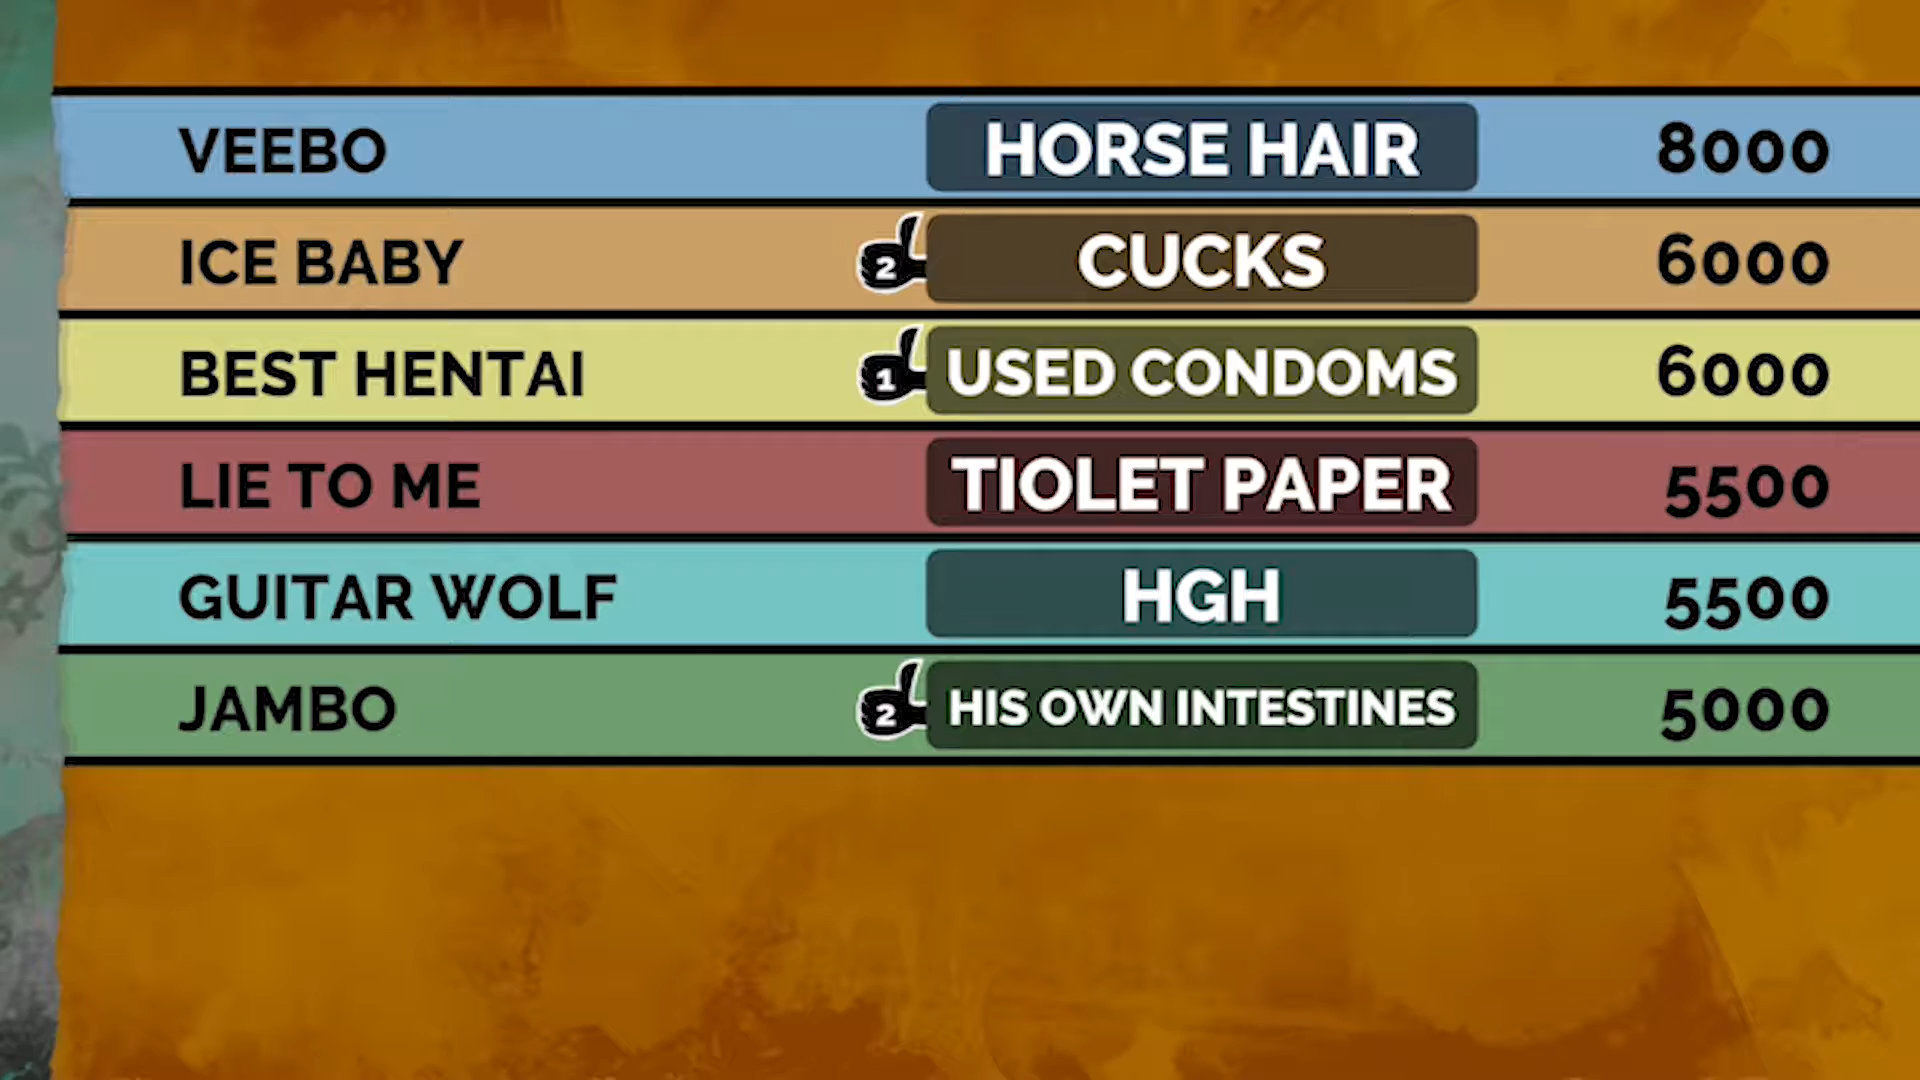 VEEBO HORSE HAIR 8000
ICE BABY 2 CUCKS 6000
BEST HENTAI 1 USED CONDOMS 6000
LIE TO ME TIOLET PAPER 5500
GUITAR WOLF HGH 5500
JAMBO 2 HIS OWN INTESTINES 5000